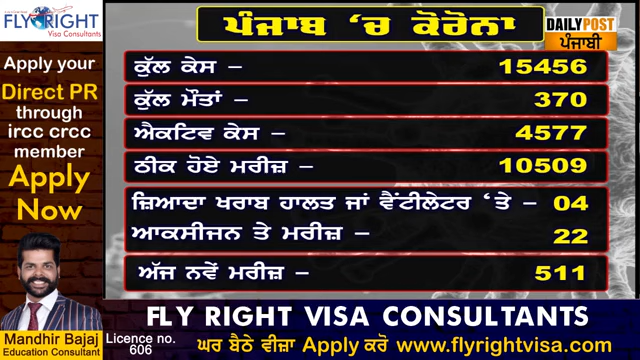 FLY RIGHT
Visa Consultants
Apply your
Direct PR
through
ircc crcc
member
Apply
Now
Mandhir Bajaj
Education Consultant
ਪੰਜਾਬ ‘ਚ ਕੋਰੋਨਾ
DAILY POST
ਪੰਜਾਬੀ
ਕੁੱਲ ਕੇਸ – 15456
ਕੁੱਲ ਮੌਤਾਂ – 370
ਐਕਟਿਵ ਕੇਸ – 4577
ਠੀਕ ਹੋਏ ਮਰੀਜ਼ – 10509
ਜ਼ਿਆਦਾ ਖਰਾਬ ਹਾਲਤ ਜਾਂ ਵੈਂਟੀਲੇਟਰ ‘ਤੇ – 04
ਆਕਸੀਜਨ ਤੇ ਮਰੀਜ਼ – 22
ਅੱਜ ਨਵੇਂ ਮਰੀਜ਼ – 511
FLY RIGHT VISA CONSULTANTS
Licence no.
606
ਘਰ ਬੈਠੇ ਵੀਜ਼ਾ Apply ਕਰੋ www.flyrightvisa.com